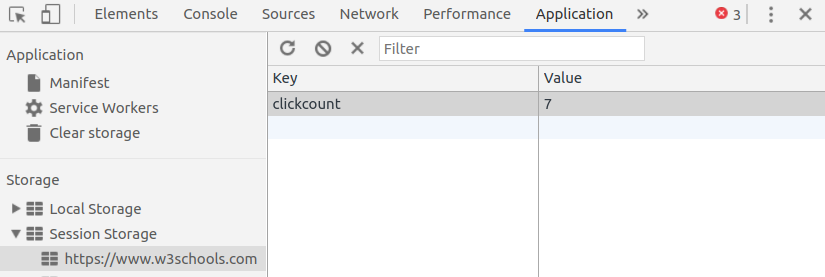 Elements Console Sources Network Performance Application » 3
Application
Manifest
Service Workers
Clear storage
Storage
Local Storage
Session Storage
https://www.w3schools.com
Filter
Key Value
clickcount 7